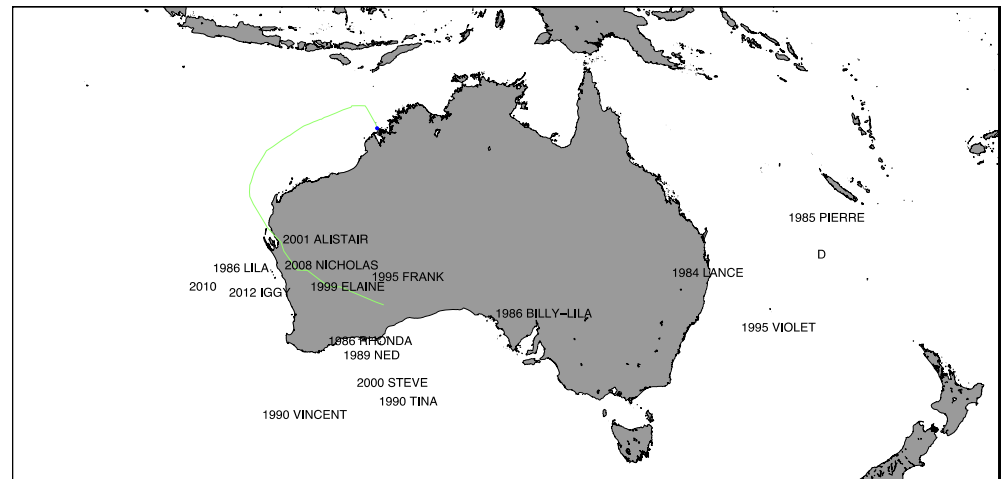 1985 PIERRE
2001 ALISTAIR
D
2008 NICHOLAS
1986 LILA
1984 LANCE
1995 FRANK
2010
1999 ELAINE
2012 IGGY
1986 BILLY−LILA
1995 VIOLET
1986 RHONDA
1989 NED
2000 STEVE
1990 TINA
1990 VINCENT